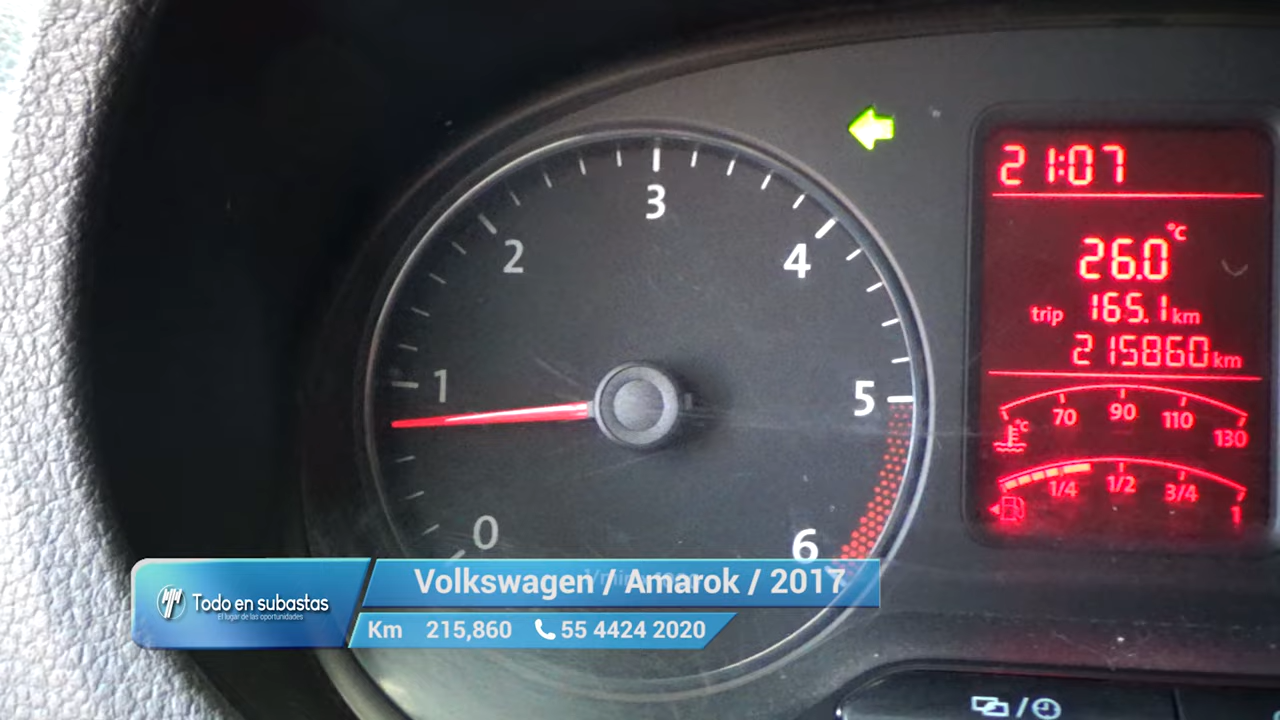 21:07
26.0 °C
trip 165.1 km
215860 km
70 90 110 130
°C
1/4 1/2 3/4 1
0 1 2 3 4 5 6
Volkswagen / Amarok / 2017
Todo en subastas
El lugar de las oportunidades
Km 215,860 55 4424 2020
/